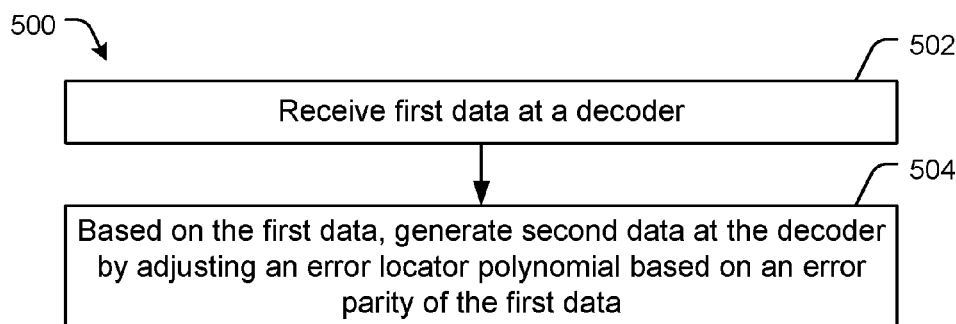 500
502
Receive first data at a decoder
504
Based on the first data, generate second data at the decoder
by adjusting an error locator polynomial based on an error
parity of the first data